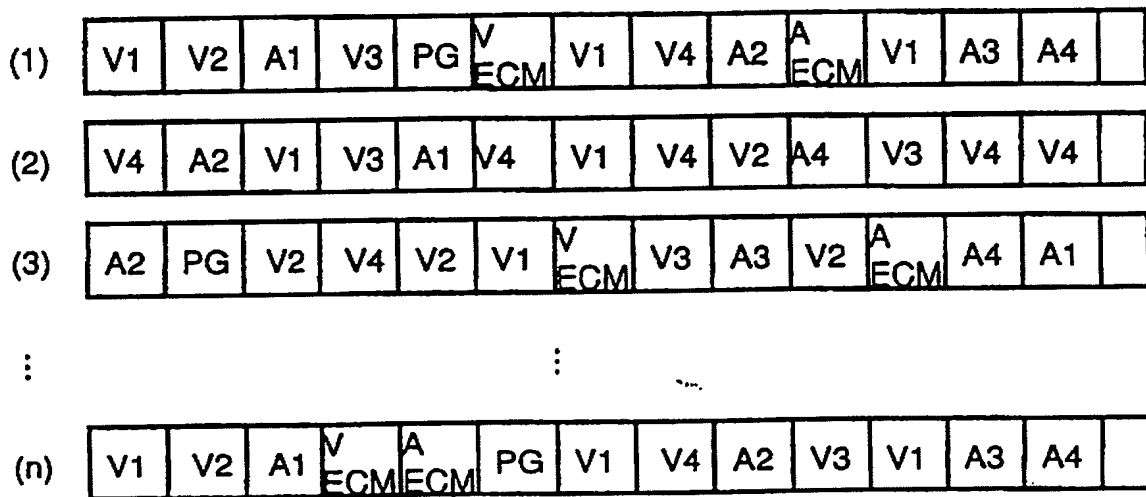 (1) V1 V2 A1 V3 PG V ECM V1 V4 A2 A ECM V1 A3 A4
(2) V4 A2 V1 V3 A1 V4 V1 V4 V2 A4 V3 V4 V4
(3) A2 PG V2 V4 V2 V1 V ECM V3 A3 V2 A ECM A4 A1
(n) V1 V2 A1 V ECM A ECM PG V1 V4 A2 V3 V1 A3 A4